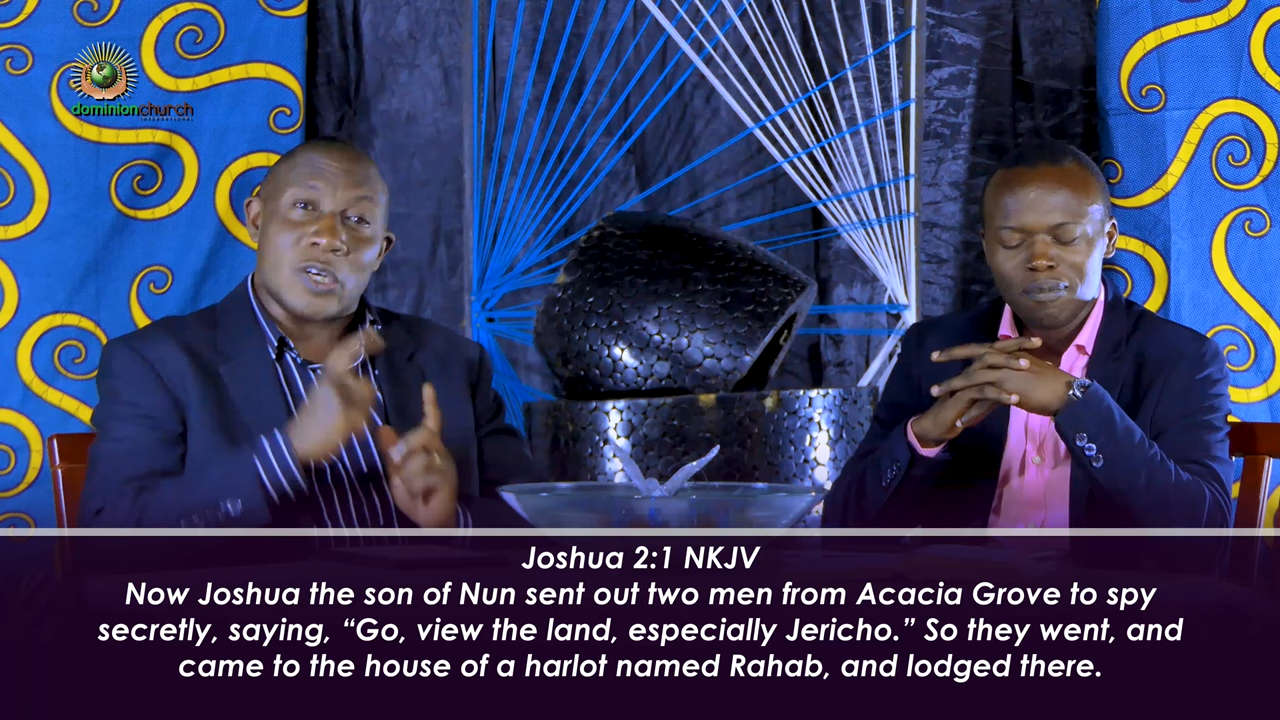 dominionchurch
INTERNATIONAL
Joshua 2:1 NKJV
Now Joshua the son of Nun sent out two men from Acacia Grove to spy
secretly, saying, “Go, view the land, especially Jericho.” So they went, and
came to the house of a harlot named Rahab, and lodged there.